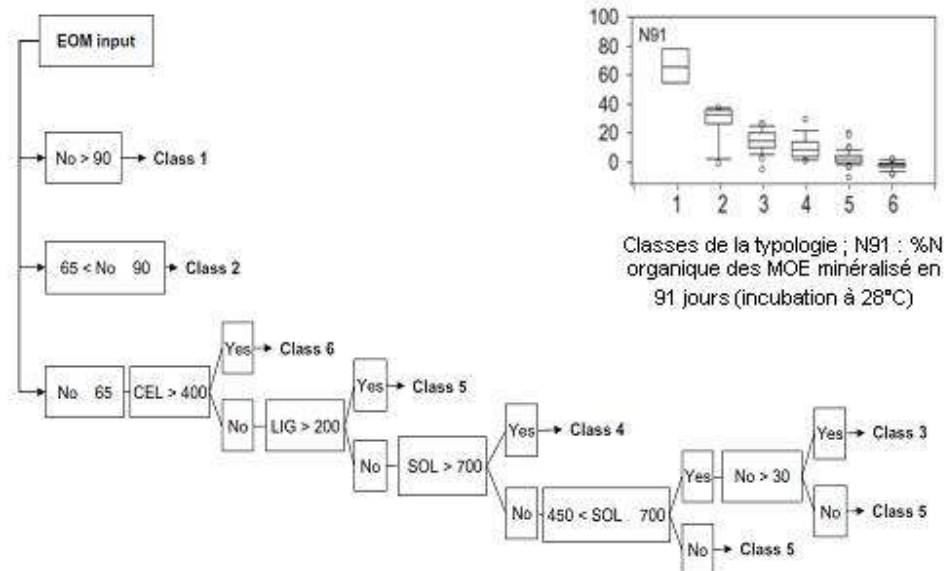 EOM input
No > 90
Class 1
65 < No 90
Class 2
No 65
CEL > 400
Yes
Class 6
No
LIG > 200
Yes
Class 5
No
SOL > 700
Yes
Class 4
No
450 < SOL 700
Yes
No > 30
Yes
Class 3
No
Class 5
No
Class 5
100
80
60
40
20
0
N91
1 2 3 4 5 6
Classes de la typologie ; N91 : %N
organique des MOE minéralisé en
91 jours (incubation à 28°C)